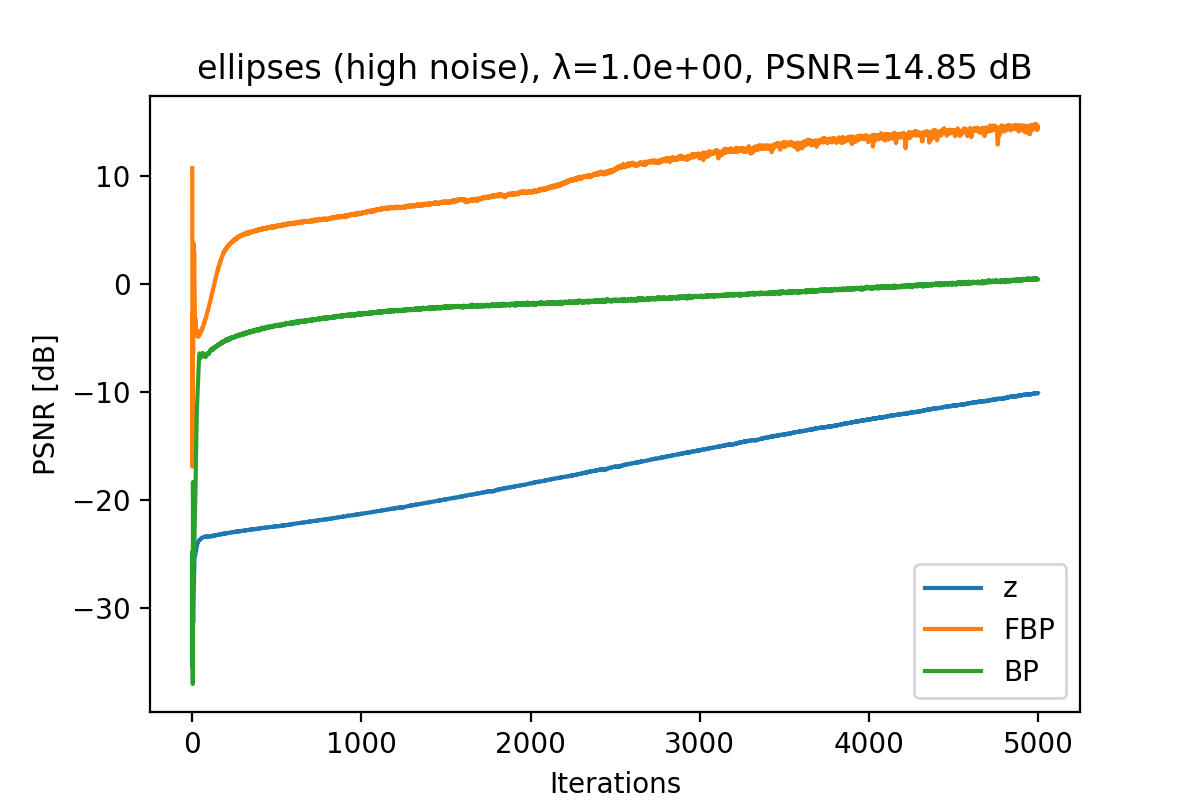 ellipses (high noise), λ=1.0e+00, PSNR=14.85 dB
10
0
−10
−20
−30
PSNR [dB]
z
FBP
BP
0 1000 2000 3000 4000 5000
Iterations